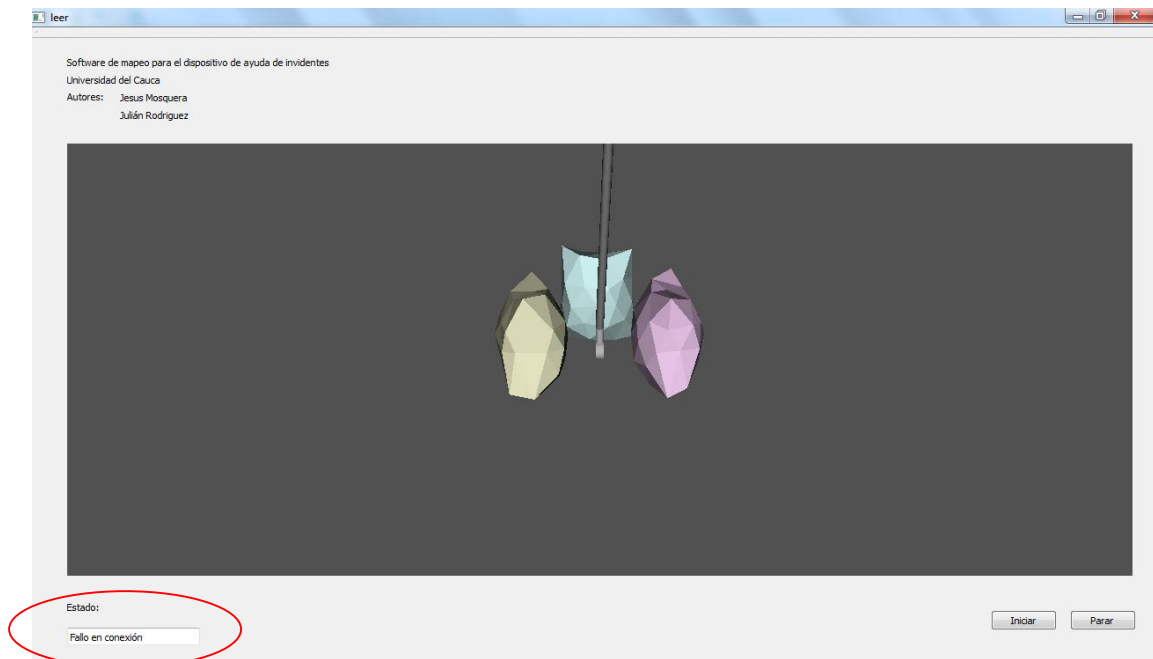 leer
Software de mapeo para el dispositivo de ayuda de invidentes
Universidad del Cauca
Autores: Jesus Mosquera
Julián Rodriguez
Estado:
Fallo en conexión
Iniciar Parar